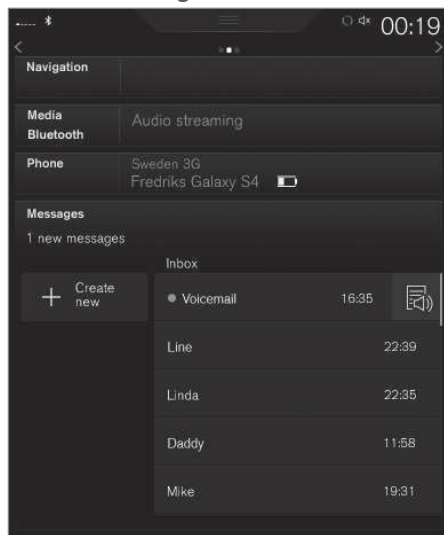 00:19
Navigation
Media
Bluetooth
Audio streaming
Phone
Sweden 3G
Fredriks Galaxy S4
Messages
1 new messages
Inbox
Create
new
Voicemail 16:35
Line 22:39
Linda 22:35
Daddy 11:58
Mike 19:31